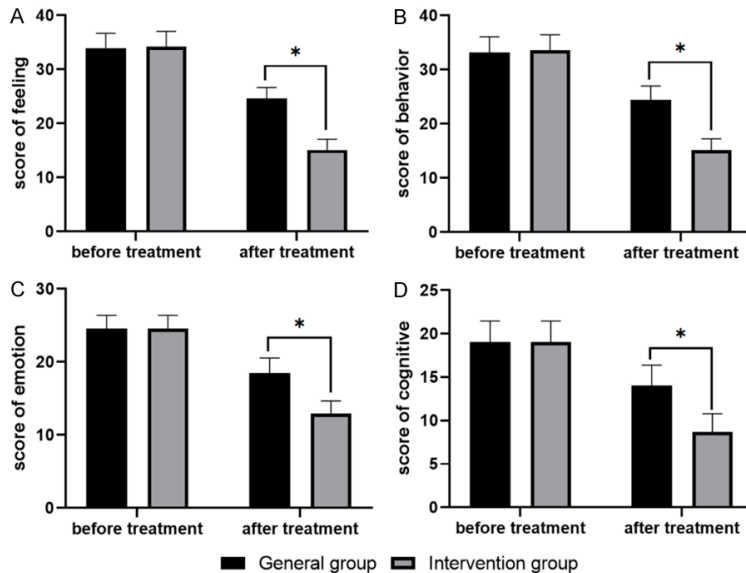 A
score of feeling
40
30
20
10
0
*
before treatment
after treatment
B
score of behavior
40
30
20
10
0
*
before treatment
after treatment
C
score of emotion
30
20
10
0
*
before treatment
after treatment
D
score of cognitive
25
20
15
10
5
0
*
before treatment
after treatment
General group
Intervention group